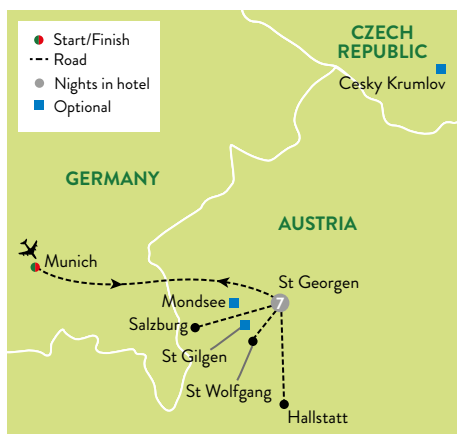 Start/Finish
Road
Nights in hotel
Optional
CZECH
REPUBLIC
Cesky Krumlov
GERMANY
AUSTRIA
Munich
St Georgen
7
Mondsee
Salzburg
St Gilgen
St Wolfgang
Hallstatt